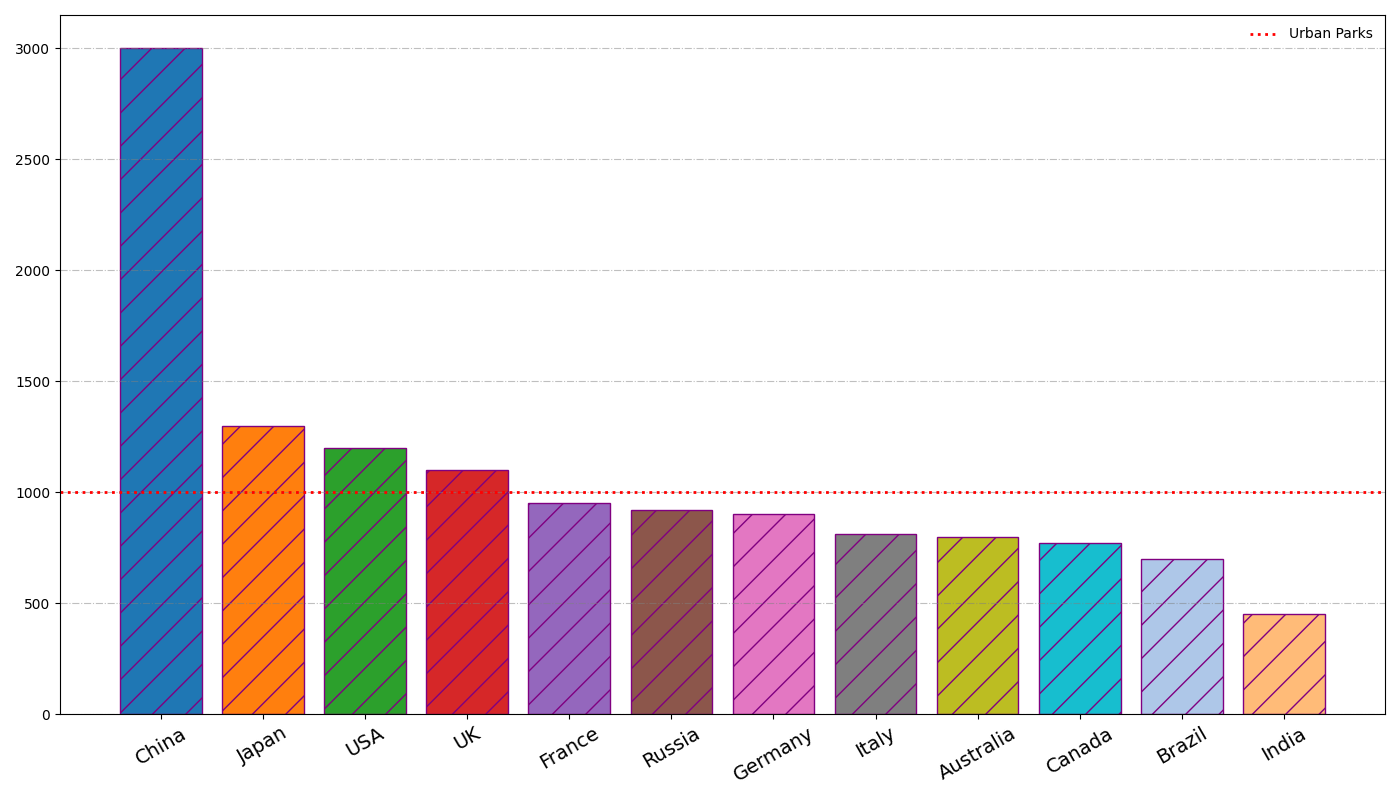 Urban Parks
3000
2500
2000
1500
1000
500
0
China
Japan
USA
UK
France
Russia
Germany
Italy
Australia
Canada
Brazil
India